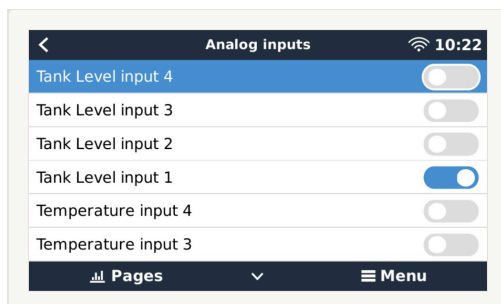 Analog inputs 10:22
Tank Level input 4
Tank Level input 3
Tank Level input 2
Tank Level input 1
Temperature input 4
Temperature input 3
Pages Menu